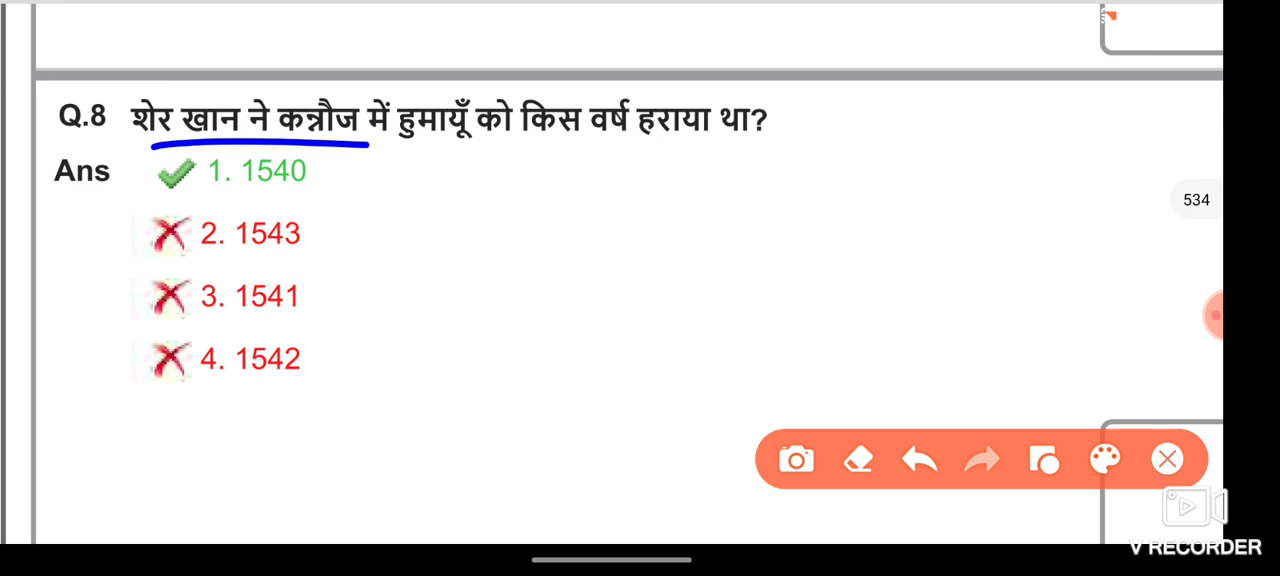 Q.8 शेर खान ने कन्नौज में हुमायूँ को किस वर्ष हराया था?
Ans 1. 1540
2. 1543
534
3. 1541
4. 1542
V RECORDER